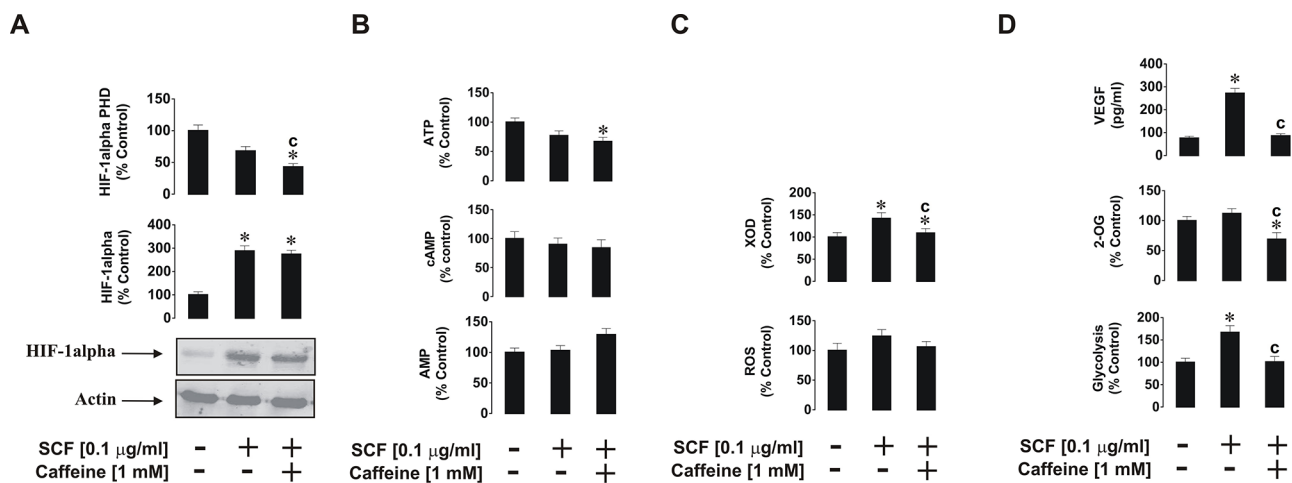 A
HIF-1alpha PHD
(% Control)
150
100
50
0
c
*
HIF-1alpha
(% Control)
400
300
200
100
0
*
*
HIF-1alpha
Actin
SCF [0.1 μg/ml] - + +
Caffeine [1 mM] - - +
B
ATP
(% Control)
150
100
50
0
*
cAMP
(% control)
150
100
50
0
AMP
(% Control)
150
100
50
0
SCF [0.1 μg/ml] - + +
Caffeine [1 mM] - - +
C
XOD
(% Control)
200
150
100
50
0
*
c
*
ROS
(% Control)
150
100
50
0
SCF [0.1 μg/ml] - + +
Caffeine [1 mM] - - +
D
VEGF
(pg/ml)
400
300
200
100
0
*
c
2-OG
(% Control)
150
100
50
0
c
*
Glycolysis
(% Control)
200
150
100
50
0
*
c
SCF [0.1 μg/ml] - + +
Caffeine [1 mM] - - +